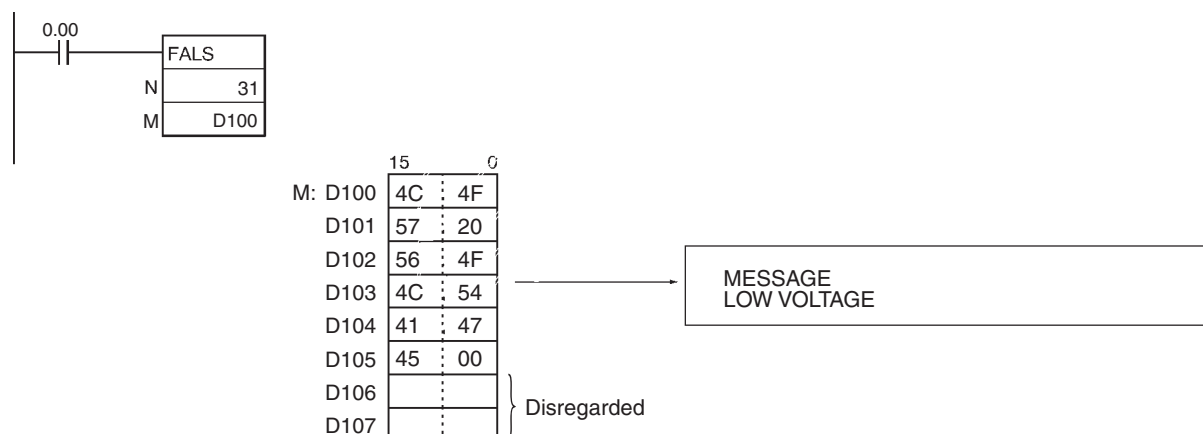 0.00
FALS
N 31
M D100
15 0
M: D100 4C 4F
D101 57 20
D102 56 4F
D103 4C 54
D104 41 47
D105 45 00
D106
D107
Disregarded
MESSAGE
LOW VOLTAGE